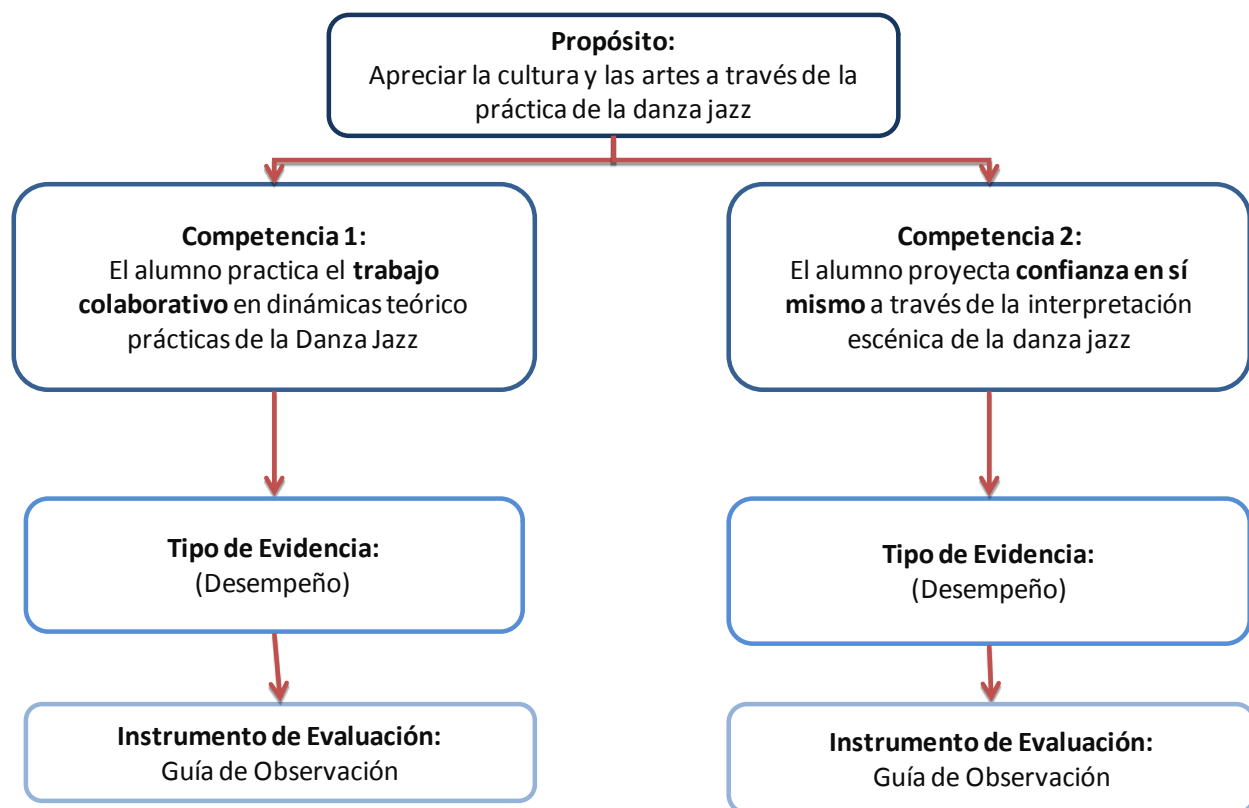 Propósito:
Apreciar la cultura y las artes a través de la
práctica de la danza jazz
Competencia 1:
El alumno practica el trabajo
colaborativo en dinámicas teórico
prácticas de la Danza Jazz
Competencia 2:
El alumno proyecta confianza en sí
mismo a través de la interpretación
escénica de la danza jazz
Tipo de Evidencia:
(Desempeño)
Tipo de Evidencia:
(Desempeño)
Instrumento de Evaluación:
Guía de Observación
Instrumento de Evaluación:
Guía de Observación